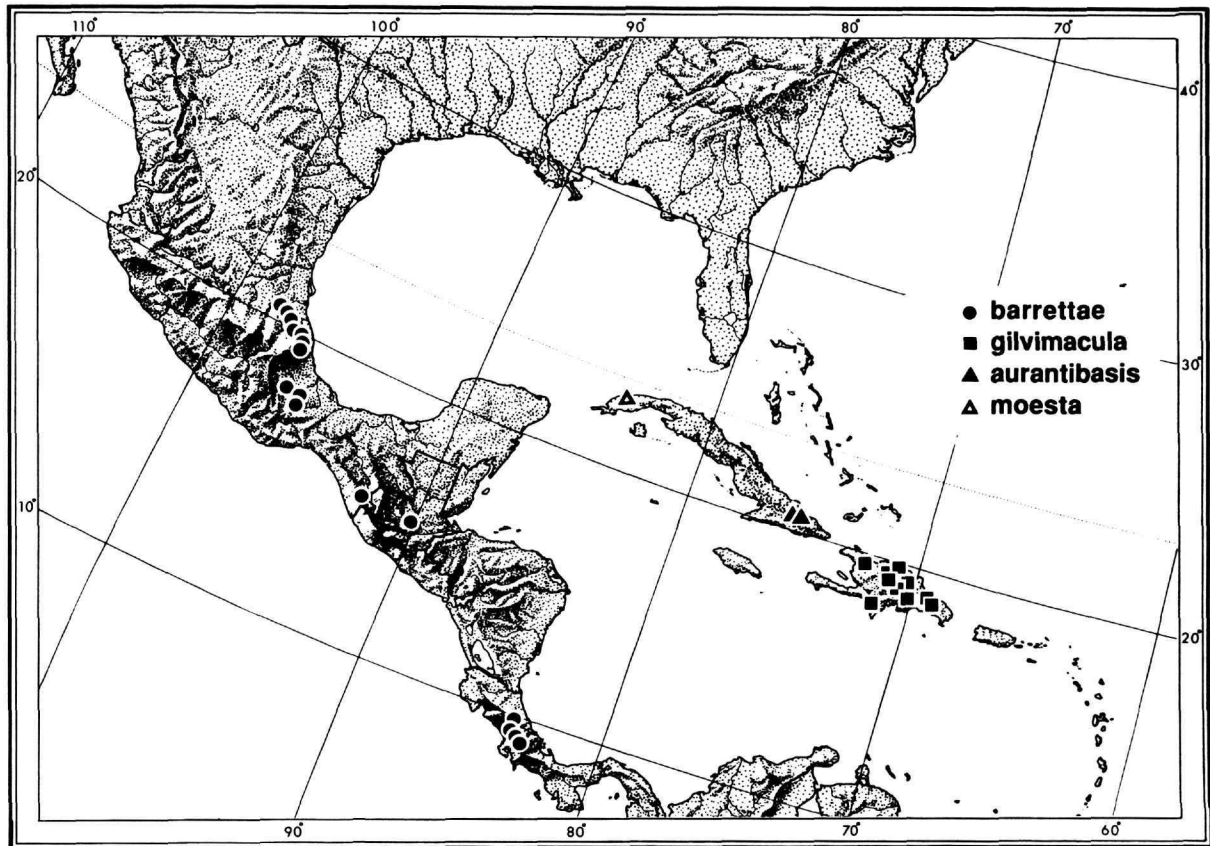 110° 100° 90° 80° 70°
40°
20°
30°
● barrettae
■ gilvimacula
▲ aurantibasis
△ moesta
10°
20°
90° 80° 70° 60°